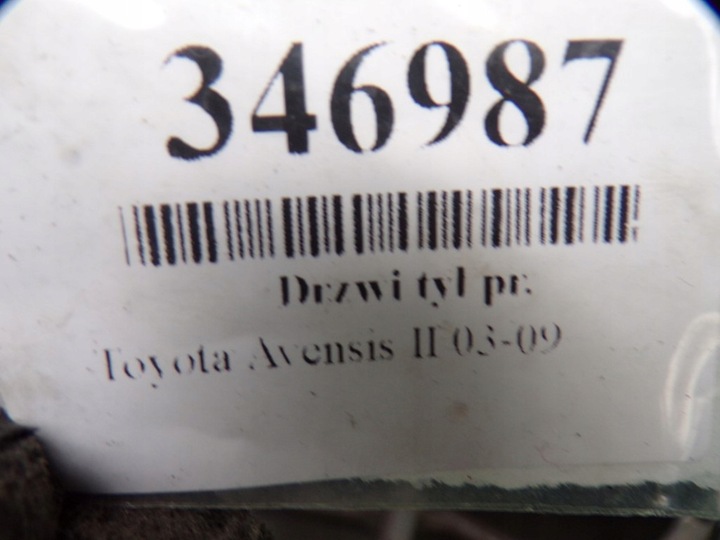 346987
Drzwi tył pr.
Toyota Avensis II 03-09